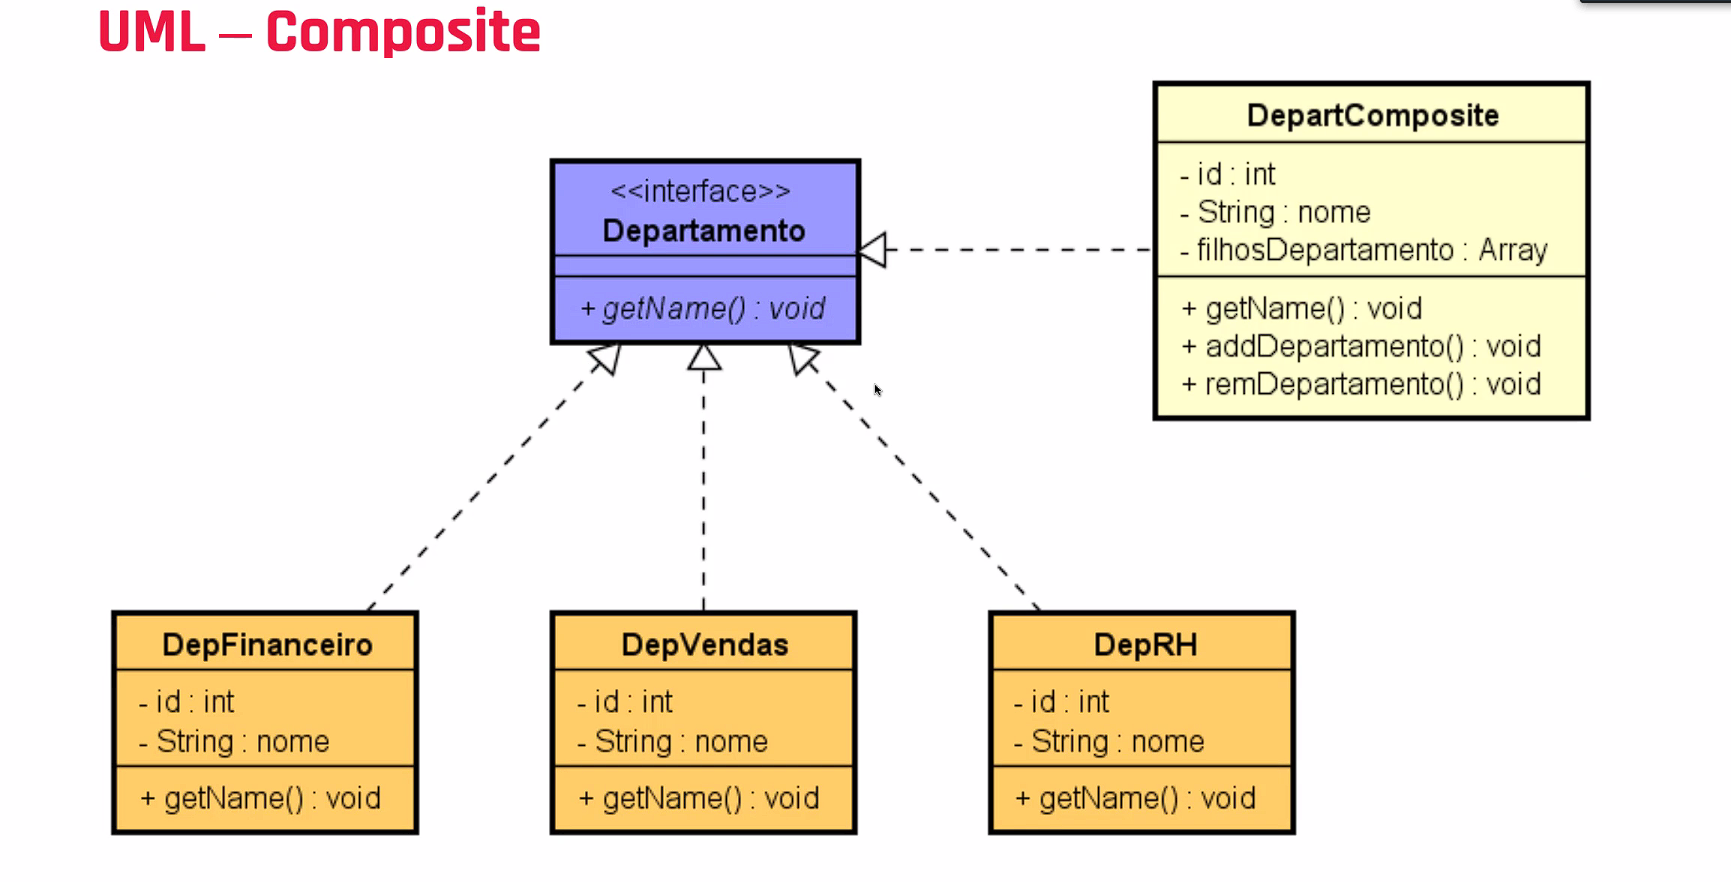 UML – Composite
DepartComposite
- id : int
- String : nome
- filhosDepartamento : Array
+ getName() : void
+ addDepartamento() : void
+ remDepartamento() : void
<<interface>>
Departamento
+ getName() : void
DepFinanceiro
- id : int
- String : nome
+ getName() : void
DepVendas
- id : int
- String : nome
+ getName() : void
DepRH
- id : int
- String : nome
+ getName() : void